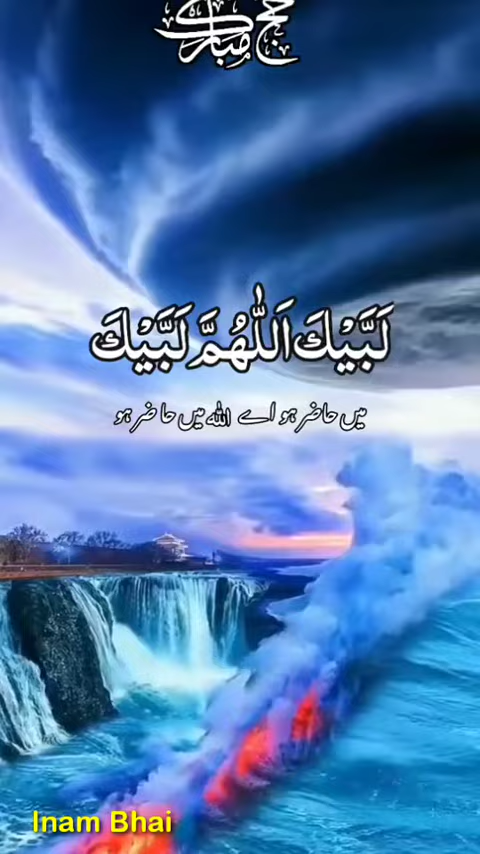 حج مبارک
لَبَّيْكَ اَللّٰهُمَّ لَبَّيْكَ
میں حاضر ہو اے اللہ میں حاضر ہو
Inam Bhai